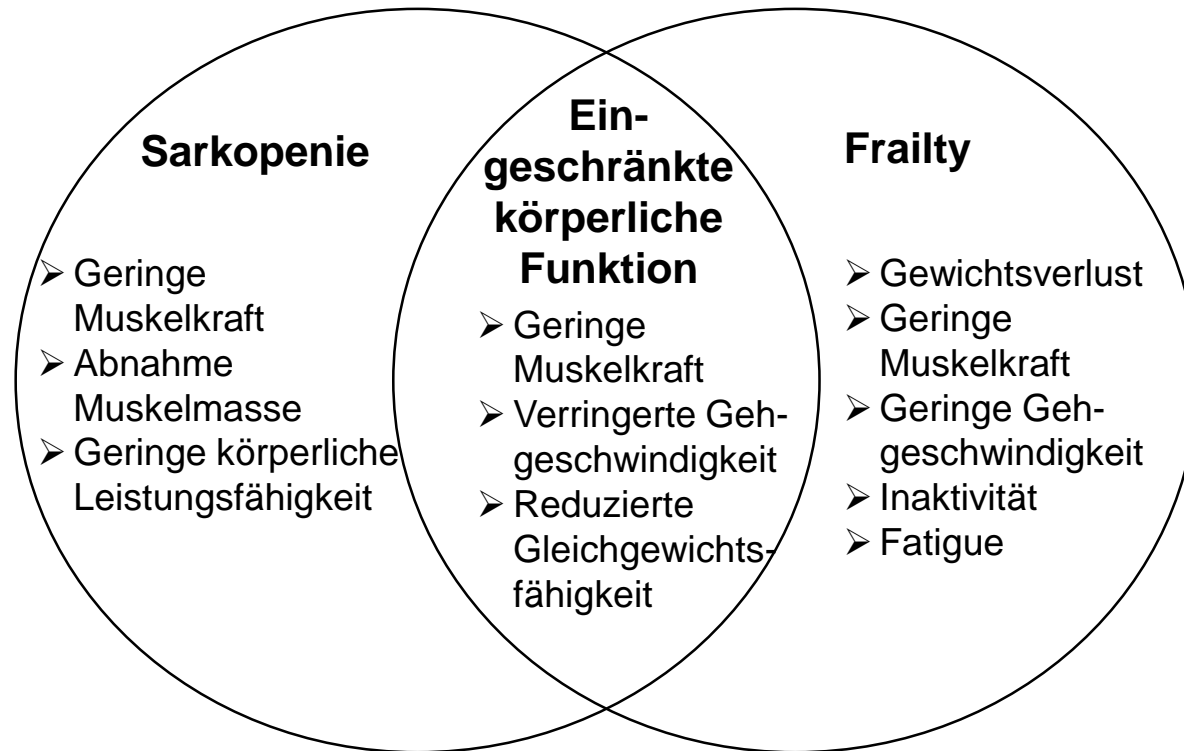 Sarkopenie
➢ Geringe
Muskelkraft
➢ Abnahme
Muskelmasse
➢ Geringe körperliche
Leistungsfähigkeit
Ein-
geschränkte
körperliche
Funktion
➢ Geringe
Muskelkraft
➢ Verringerte Geh-
geschwindigkeit
➢ Reduzierte
Gleichgewichts-
fähigkeit
Frailty
➢ Gewichtsverlust
➢ Geringe
Muskelkraft
➢ Geringe Geh-
geschwindigkeit
➢ Inaktivität
➢ Fatigue